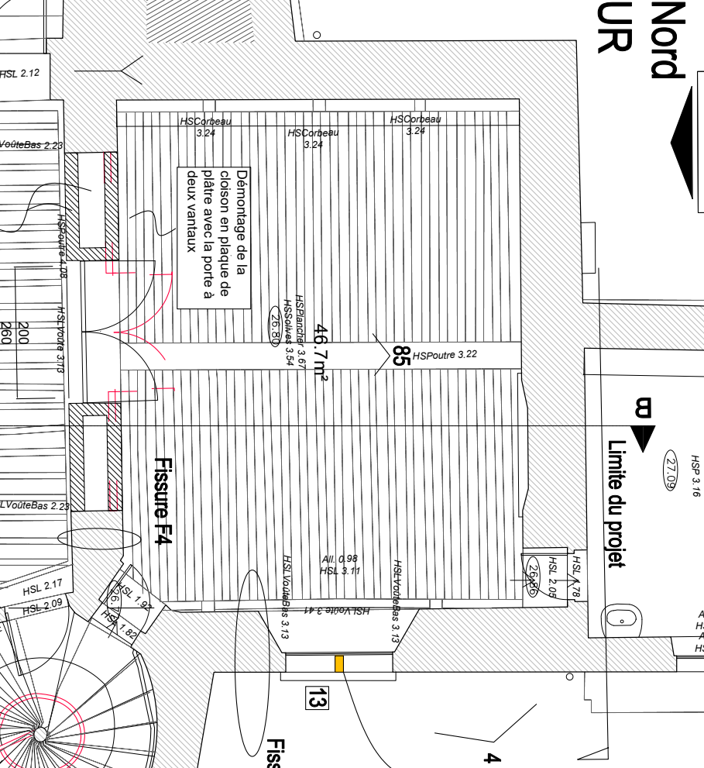 Nord
UR
HSL 2.12
VoûteBas 2.23
HSCorbeau
3.24
HSCorbeau
3.24
HSCorbeau
3.24
Démontage de la
cloison en plaque de
plâtre avec la porte à
deux vantaux
HSPoutre 4.08
HSLVoûte 3.13
200
260
HSPlancher 3.67
HSSolives 3.54
26.80
46.7m²
85
HSPoutre 3.22
B
Limite du projet
27.09
HSP 3.16
Fissure F4
LVoûteBas 2.23
All. 0.98
HSL 3.11
HSLVoûteBas 3.13
HSLVoûteBas 3.13
HSLVoûte 3.41
26.86
HSL 2.05
HSL 1.78
HSL 2.17
HSL 2.09
HSL 1.82
13
Fiss
4